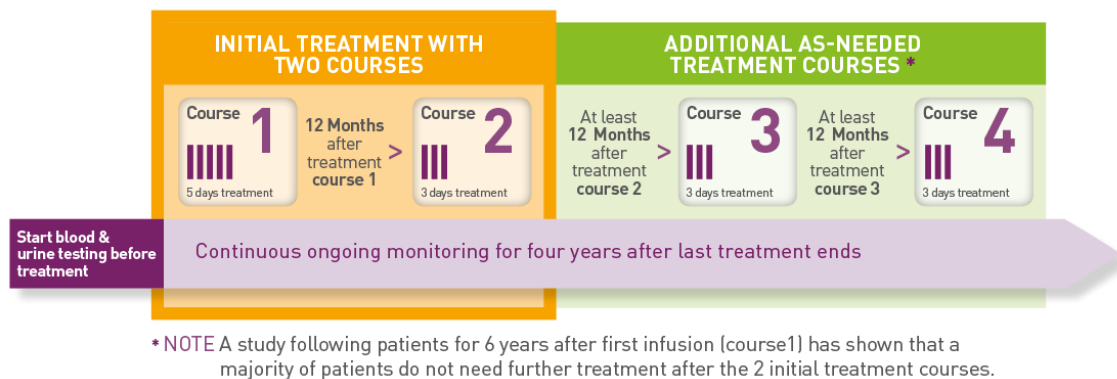 INITIAL TREATMENT WITH
TWO COURSES
ADDITIONAL AS-NEEDED
TREATMENT COURSES *
Course 1
5 days treatment
12 Months
after
treatment
course 1
>
Course 2
3 days treatment
At least
12 Months
after
treatment
course 2
>
Course 3
3 days treatment
At least
12 Months
after
treatment
course 3
>
Course 4
3 days treatment
Start blood &
urine testing before
treatment
Continuous ongoing monitoring for four years after last treatment ends
* NOTE A study following patients for 6 years after first infusion (course1) has shown that a
majority of patients do not need further treatment after the 2 initial treatment courses.